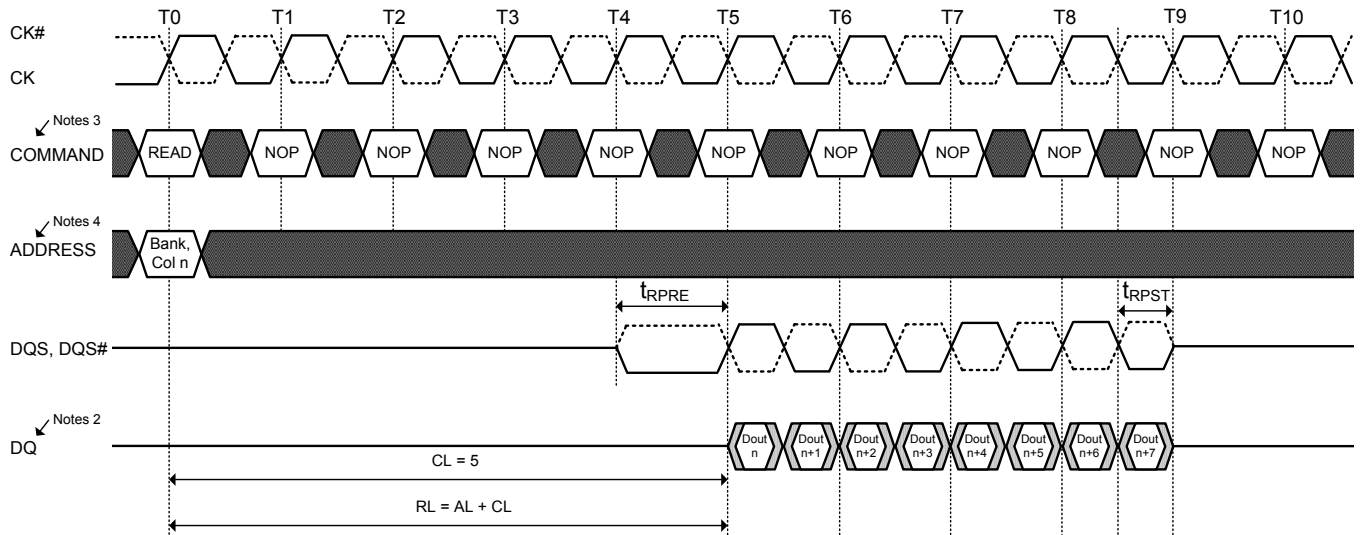 T0 T1 T2 T3 T4 T5 T6 T7 T8 T9 T10
CK#
CK
Notes 3
COMMAND READ NOP NOP NOP NOP NOP NOP NOP NOP NOP NOP
Notes 4
ADDRESS
Bank,
Col n
tRPRE tRPST
DQS, DQS#
Notes 2
DQ
Dout n
Dout n+1
Dout n+2
Dout n+3
Dout n+4
Dout n+5
Dout n+6
Dout n+7
CL = 5
RL = AL + CL